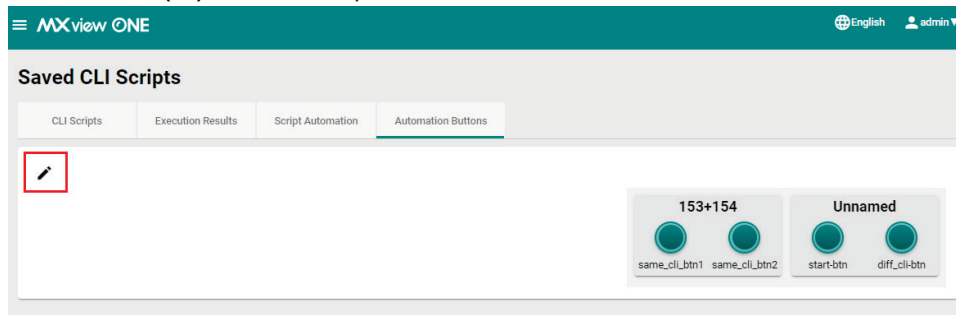 MXview ONE
English
admin
Saved CLI Scripts
CLI Scripts
Execution Results
Script Automation
Automation Buttons
153+154
Unnamed
same_cli_btn1
same_cli_btn2
start-btn
diff_cli-btn